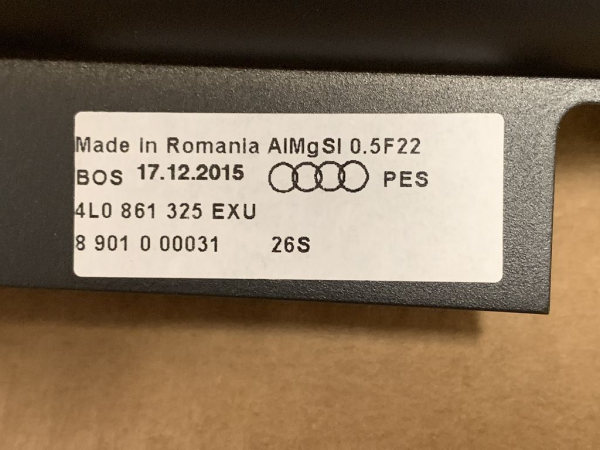 Made in Romania AlMgSI 0.5F22
BOS 17.12.2015 PES
4L0 861 325 EXU
8 901 0 00031 26S